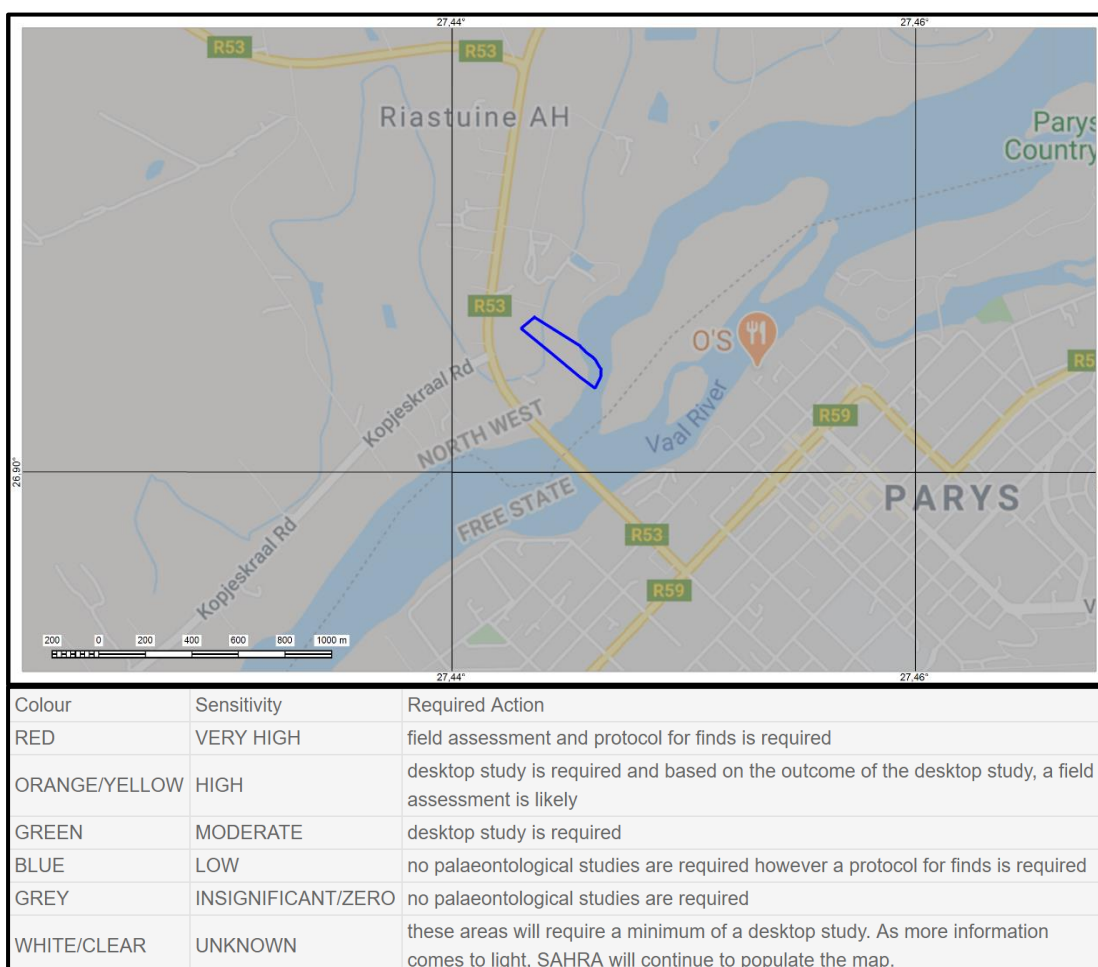 27,44°
27,46°
R53
R53
Riastuine AH
Parys
Country
R53
O'S
R5
Kopjeskraal Rd
NORTH WEST
R59
Vaal River
26,90°
PARYS
FREE STATE
R53
Kopjeskraal Rd
R59
V
200 0 200 400 600 800 1000 m
27,44°
27,46°
Colour Sensitivity Required Action
RED VERY HIGH field assessment and protocol for finds is required
ORANGE/YELLOW HIGH desktop study is required and based on the outcome of the desktop study, a field
assessment is likely
GREEN MODERATE desktop study is required
BLUE LOW no palaeontological studies are required however a protocol for finds is required
GREY INSIGNIFICANT/ZERO no palaeontological studies are required
WHITE/CLEAR UNKNOWN these areas will require a minimum of a desktop study. As more information
comes to light, SAHRA will continue to populate the map.